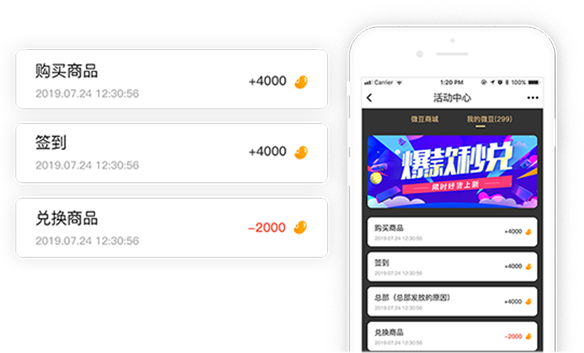 购买商品
+4000
2019.07.24 12:30:56
签到
+4000
2019.07.24 12:30:56
兑换商品
-2000
2019.07.24 12:30:56
Carrier 1:20 PM 100%
活动中心
微豆商城 我的微豆(299)
爆款秒兑
限时好货上新
购买商品
+4000
2019.07.24 12:30:56
签到
+4000
2019.07.24 12:30:56
总部（总部发放的原因）
+4000
2019.07.24 12:30:56
兑换商品
-2000
2019.07.24 12:30:56